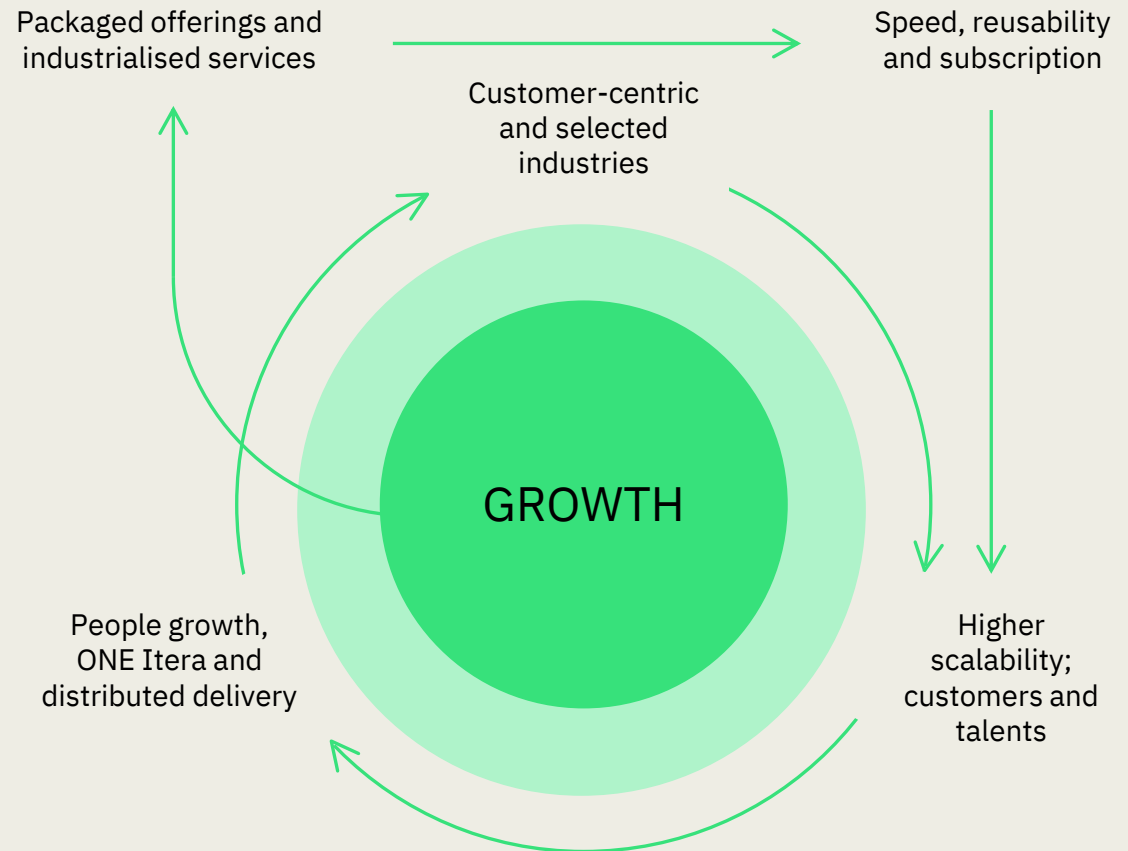 Packaged offerings and
industrialised services
Speed, reusability
and subscription
Customer-centric
and selected
industries
GROWTH
People growth,
ONE Itera and
distributed delivery
Higher
scalability;
customers and
talents